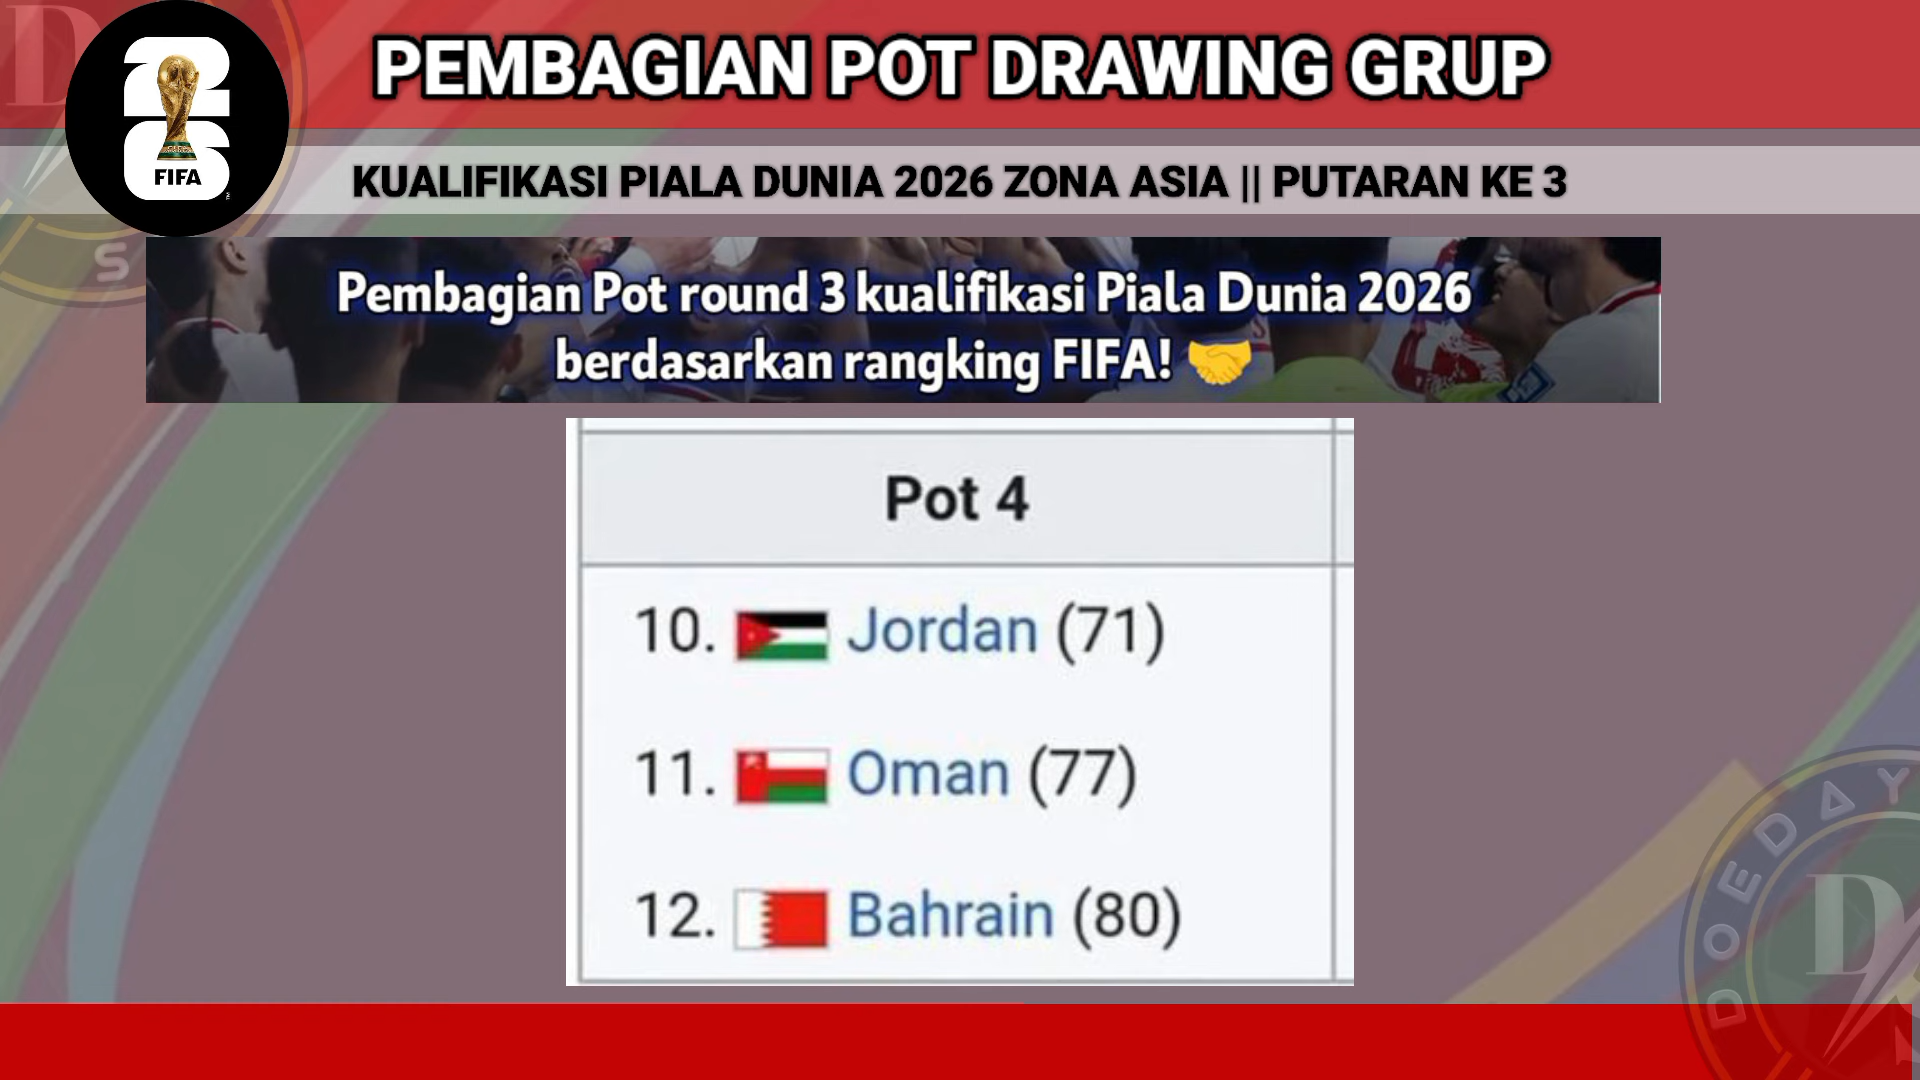 PEMBAGIAN POT DRAWING GRUP
FIFA
KUALIFIKASI PIALA DUNIA 2026 ZONA ASIA || PUTARAN KE 3
Pembagian Pot round 3 kualifikasi Piala Dunia 2026
berdasarkan rangking FIFA! 🤝
Pot 4
10. Jordan (71)
11. Oman (77)
12. Bahrain (80)
DOEDAY
D
D
S